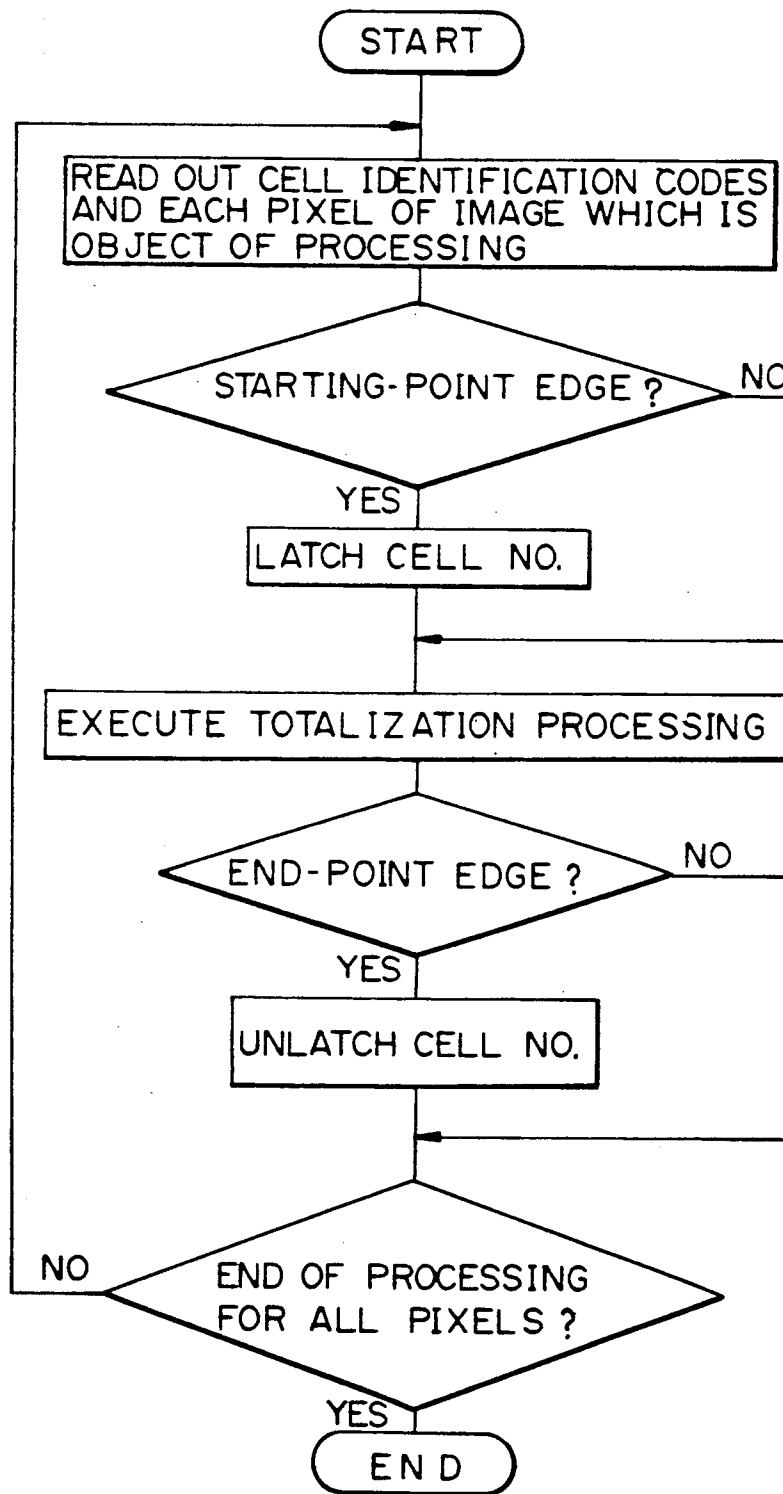 START
READ OUT CELL IDENTIFICATION CODES
AND EACH PIXEL OF IMAGE WHICH IS
OBJECT OF PROCESSING
STARTING-POINT EDGE?
NO
YES
LATCH CELL NO.
EXECUTE TOTALIZATION PROCESSING
END-POINT EDGE?
NO
YES
UNLATCH CELL NO.
NO
END OF PROCESSING
FOR ALL PIXELS?
YES
END